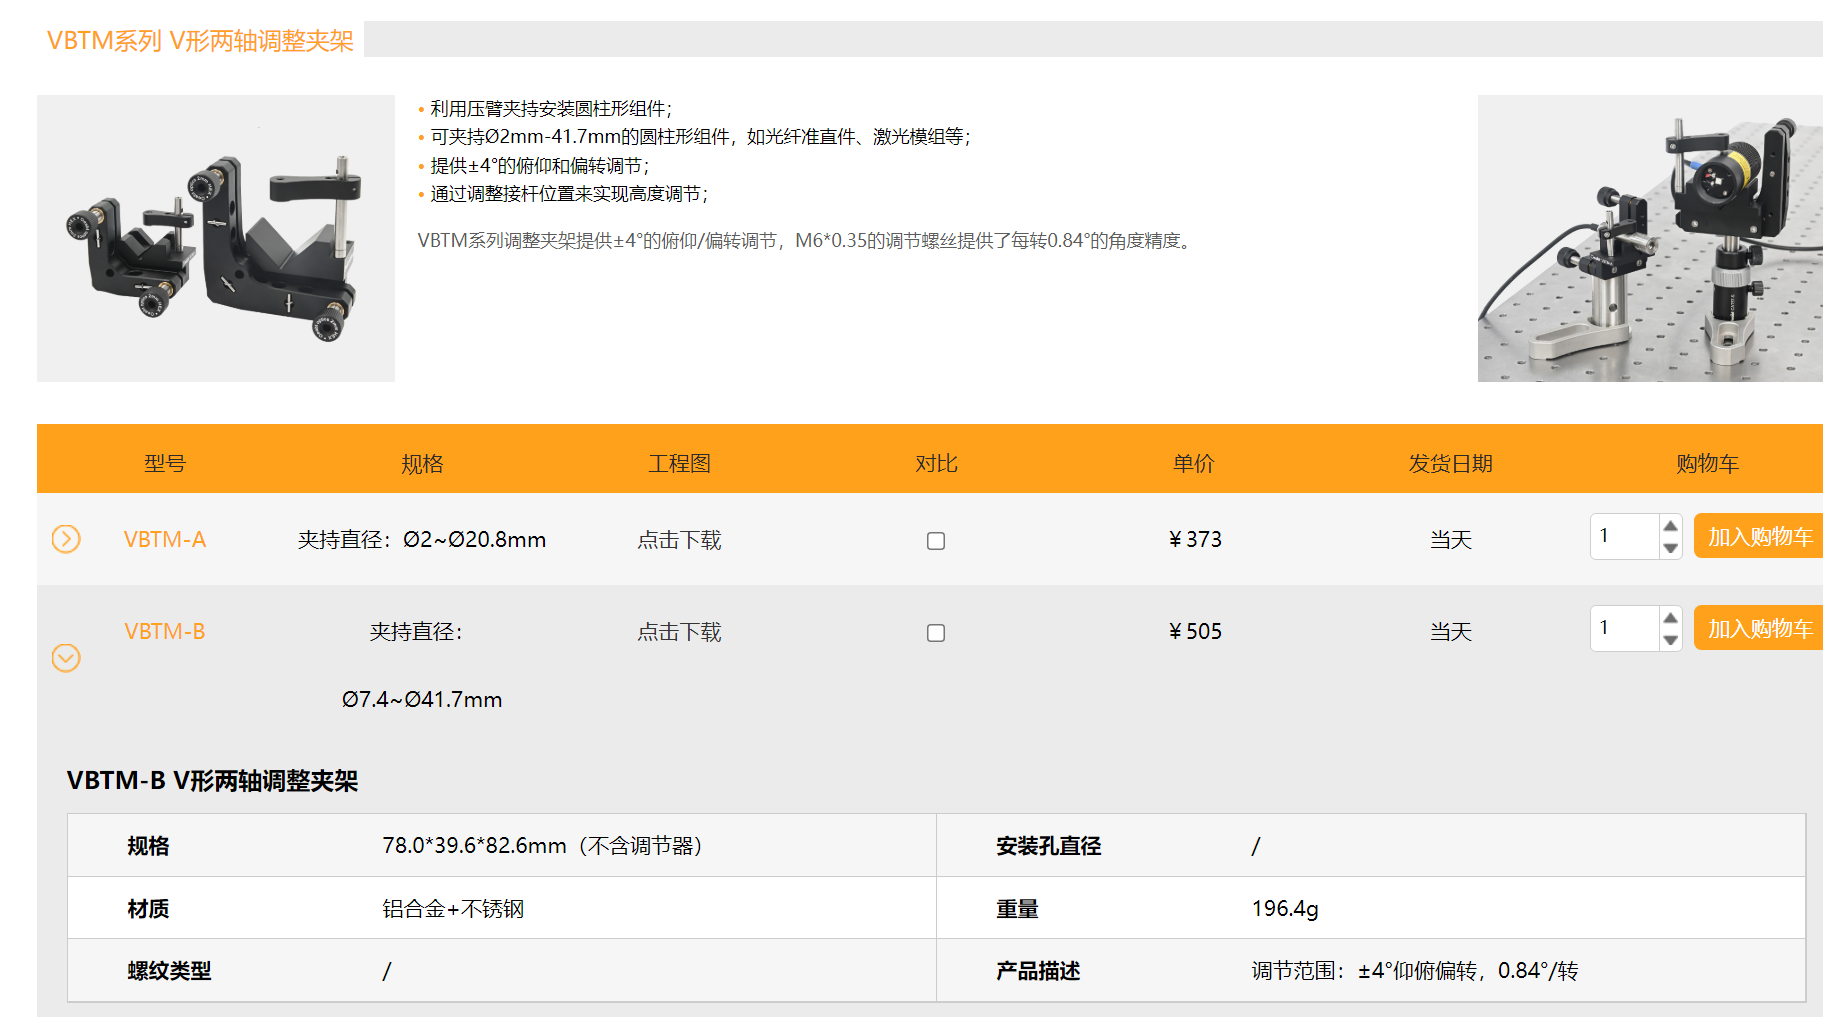 VBTM系列 V形两轴调整夹架
• 利用压臂夹持安装圆柱形组件；
• 可夹持Ø2mm-41.7mm的圆柱形组件，如光纤准直件、激光模组等；
• 提供±4°的俯仰和偏转调节；
• 通过调整接杆位置来实现高度调节；
VBTM系列调整夹架提供±4°的俯仰/偏转调节，M6*0.35的调节螺丝提供了每转0.84°的角度精度。
型号 规格 工程图 对比 单价 发货日期 购物车
VBTM-A 夹持直径：Ø2~Ø20.8mm 点击下载 ￥373 当天 1 加入购物车
VBTM-B 夹持直径： 点击下载 ￥505 当天 1 加入购物车
Ø7.4~Ø41.7mm
VBTM-B V形两轴调整夹架
规格 78.0*39.6*82.6mm（不含调节器） 安装孔直径 /
材质 铝合金+不锈钢 重量 196.4g
螺纹类型 / 产品描述 调节范围：±4°仰俯偏转，0.84°/转